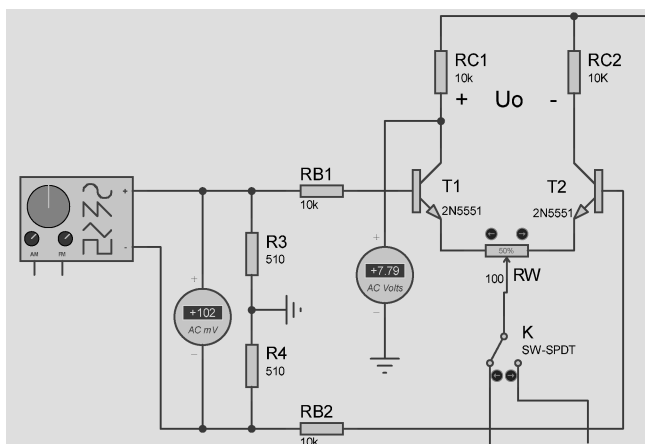 RC1
10k
RC2
10K
+ Uo -
RB1
10k
T1
2N5551
T2
2N5551
+
-
AM
FM
R3
510
+
+7.79
AC Volts
-
50%
100
RW
+
+102
AC mV
-
R4
510
K
SW-SPDT
RB2
10k